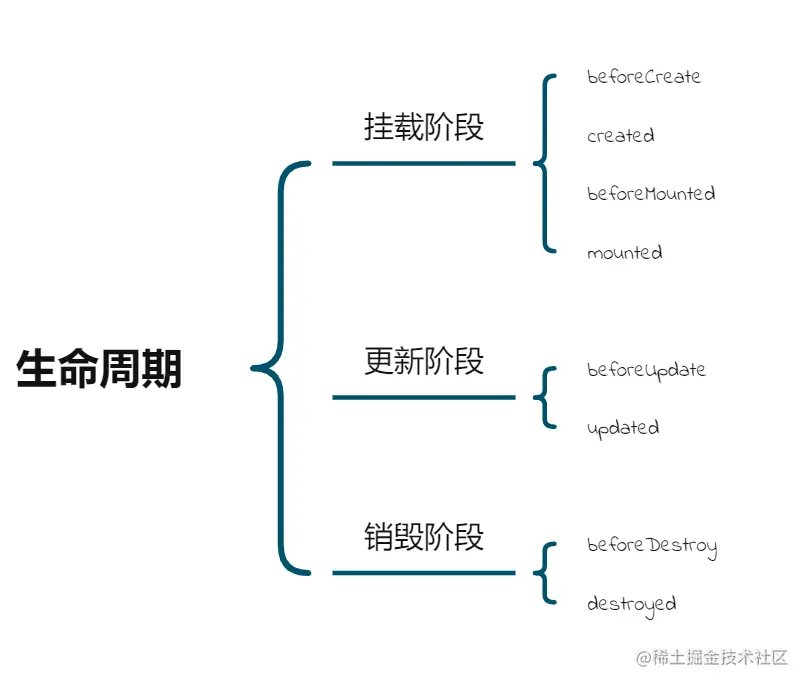 生命周期
挂载阶段
beforeCreate
created
beforeMounted
mounted
更新阶段
beforeUpdate
updated
销毁阶段
beforeDestroy
destroyed
@稀土掘金技术社区